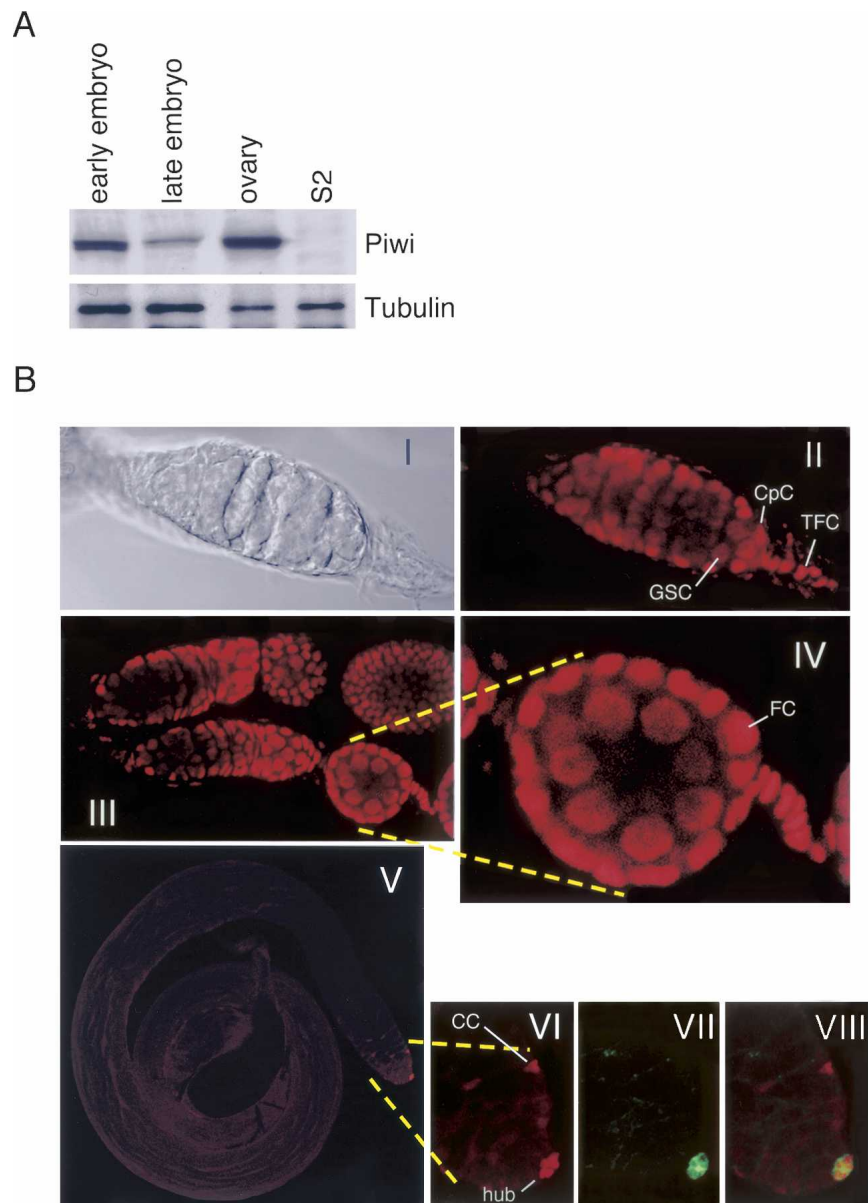 A
early embryo
late embryo
ovary
S2
Piwi
Tubulin
B
I
II
CpC
TFC
GSC
III
IV
FC
V
CC
VI
VII
VIII
hub